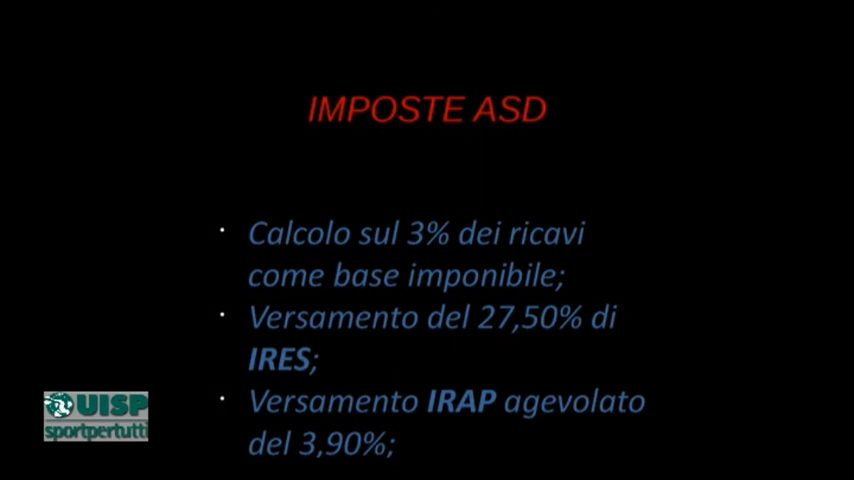 IMPOSTE ASD
· Calcolo sul 3% dei ricavi
come base imponibile;
· Versamento del 27,50% di
IRES;
· Versamento IRAP agevolato
del 3,90%;
UISP
sportpertutti